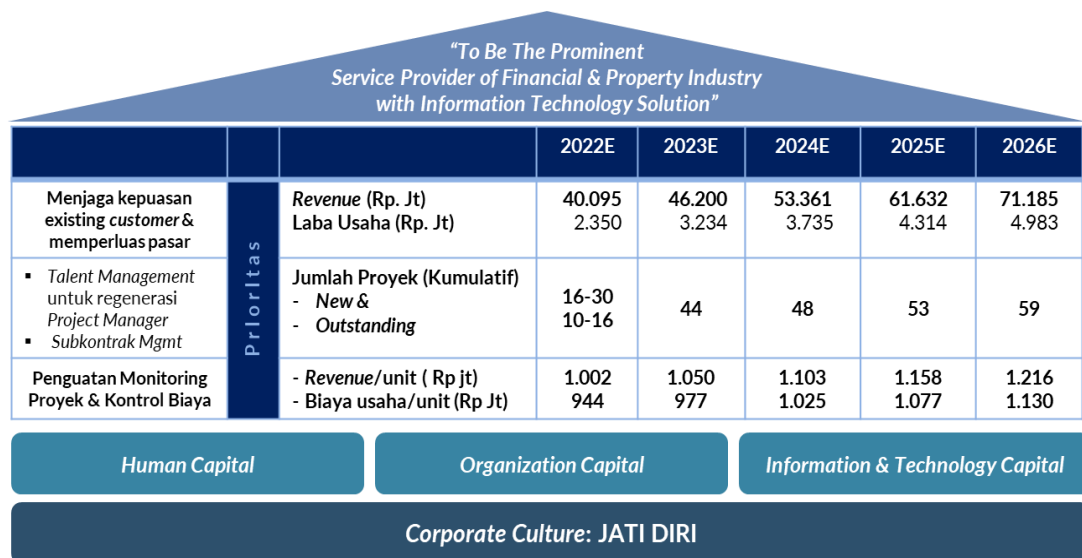 “To Be The Prominent
Service Provider of Financial & Property Industry
with Information Technology Solution”
2022E 2023E 2024E 2025E 2026E
Menjaga kepuasan
existing customer &
memperluas pasar
PrIorItas
Revenue (Rp. Jt) 40.095 46.200 53.361 61.632 71.185
Laba Usaha (Rp. Jt) 2.350 3.234 3.735 4.314 4.983
▪ Talent Management
untuk regenerasi
Project Manager
▪ Subkontrak Mgmt
Jumlah Proyek (Kumulatif)
- New &
- Outstanding
16-30
10-16
44 48 53 59
Penguatan Monitoring
Proyek & Kontrol Biaya
- Revenue/unit ( Rp jt) 1.002 1.050 1.103 1.158 1.216
- Biaya usaha/unit (Rp Jt) 944 977 1.025 1.077 1.130
Human Capital
Organization Capital
Information & Technology Capital
Corporate Culture: JATI DIRI